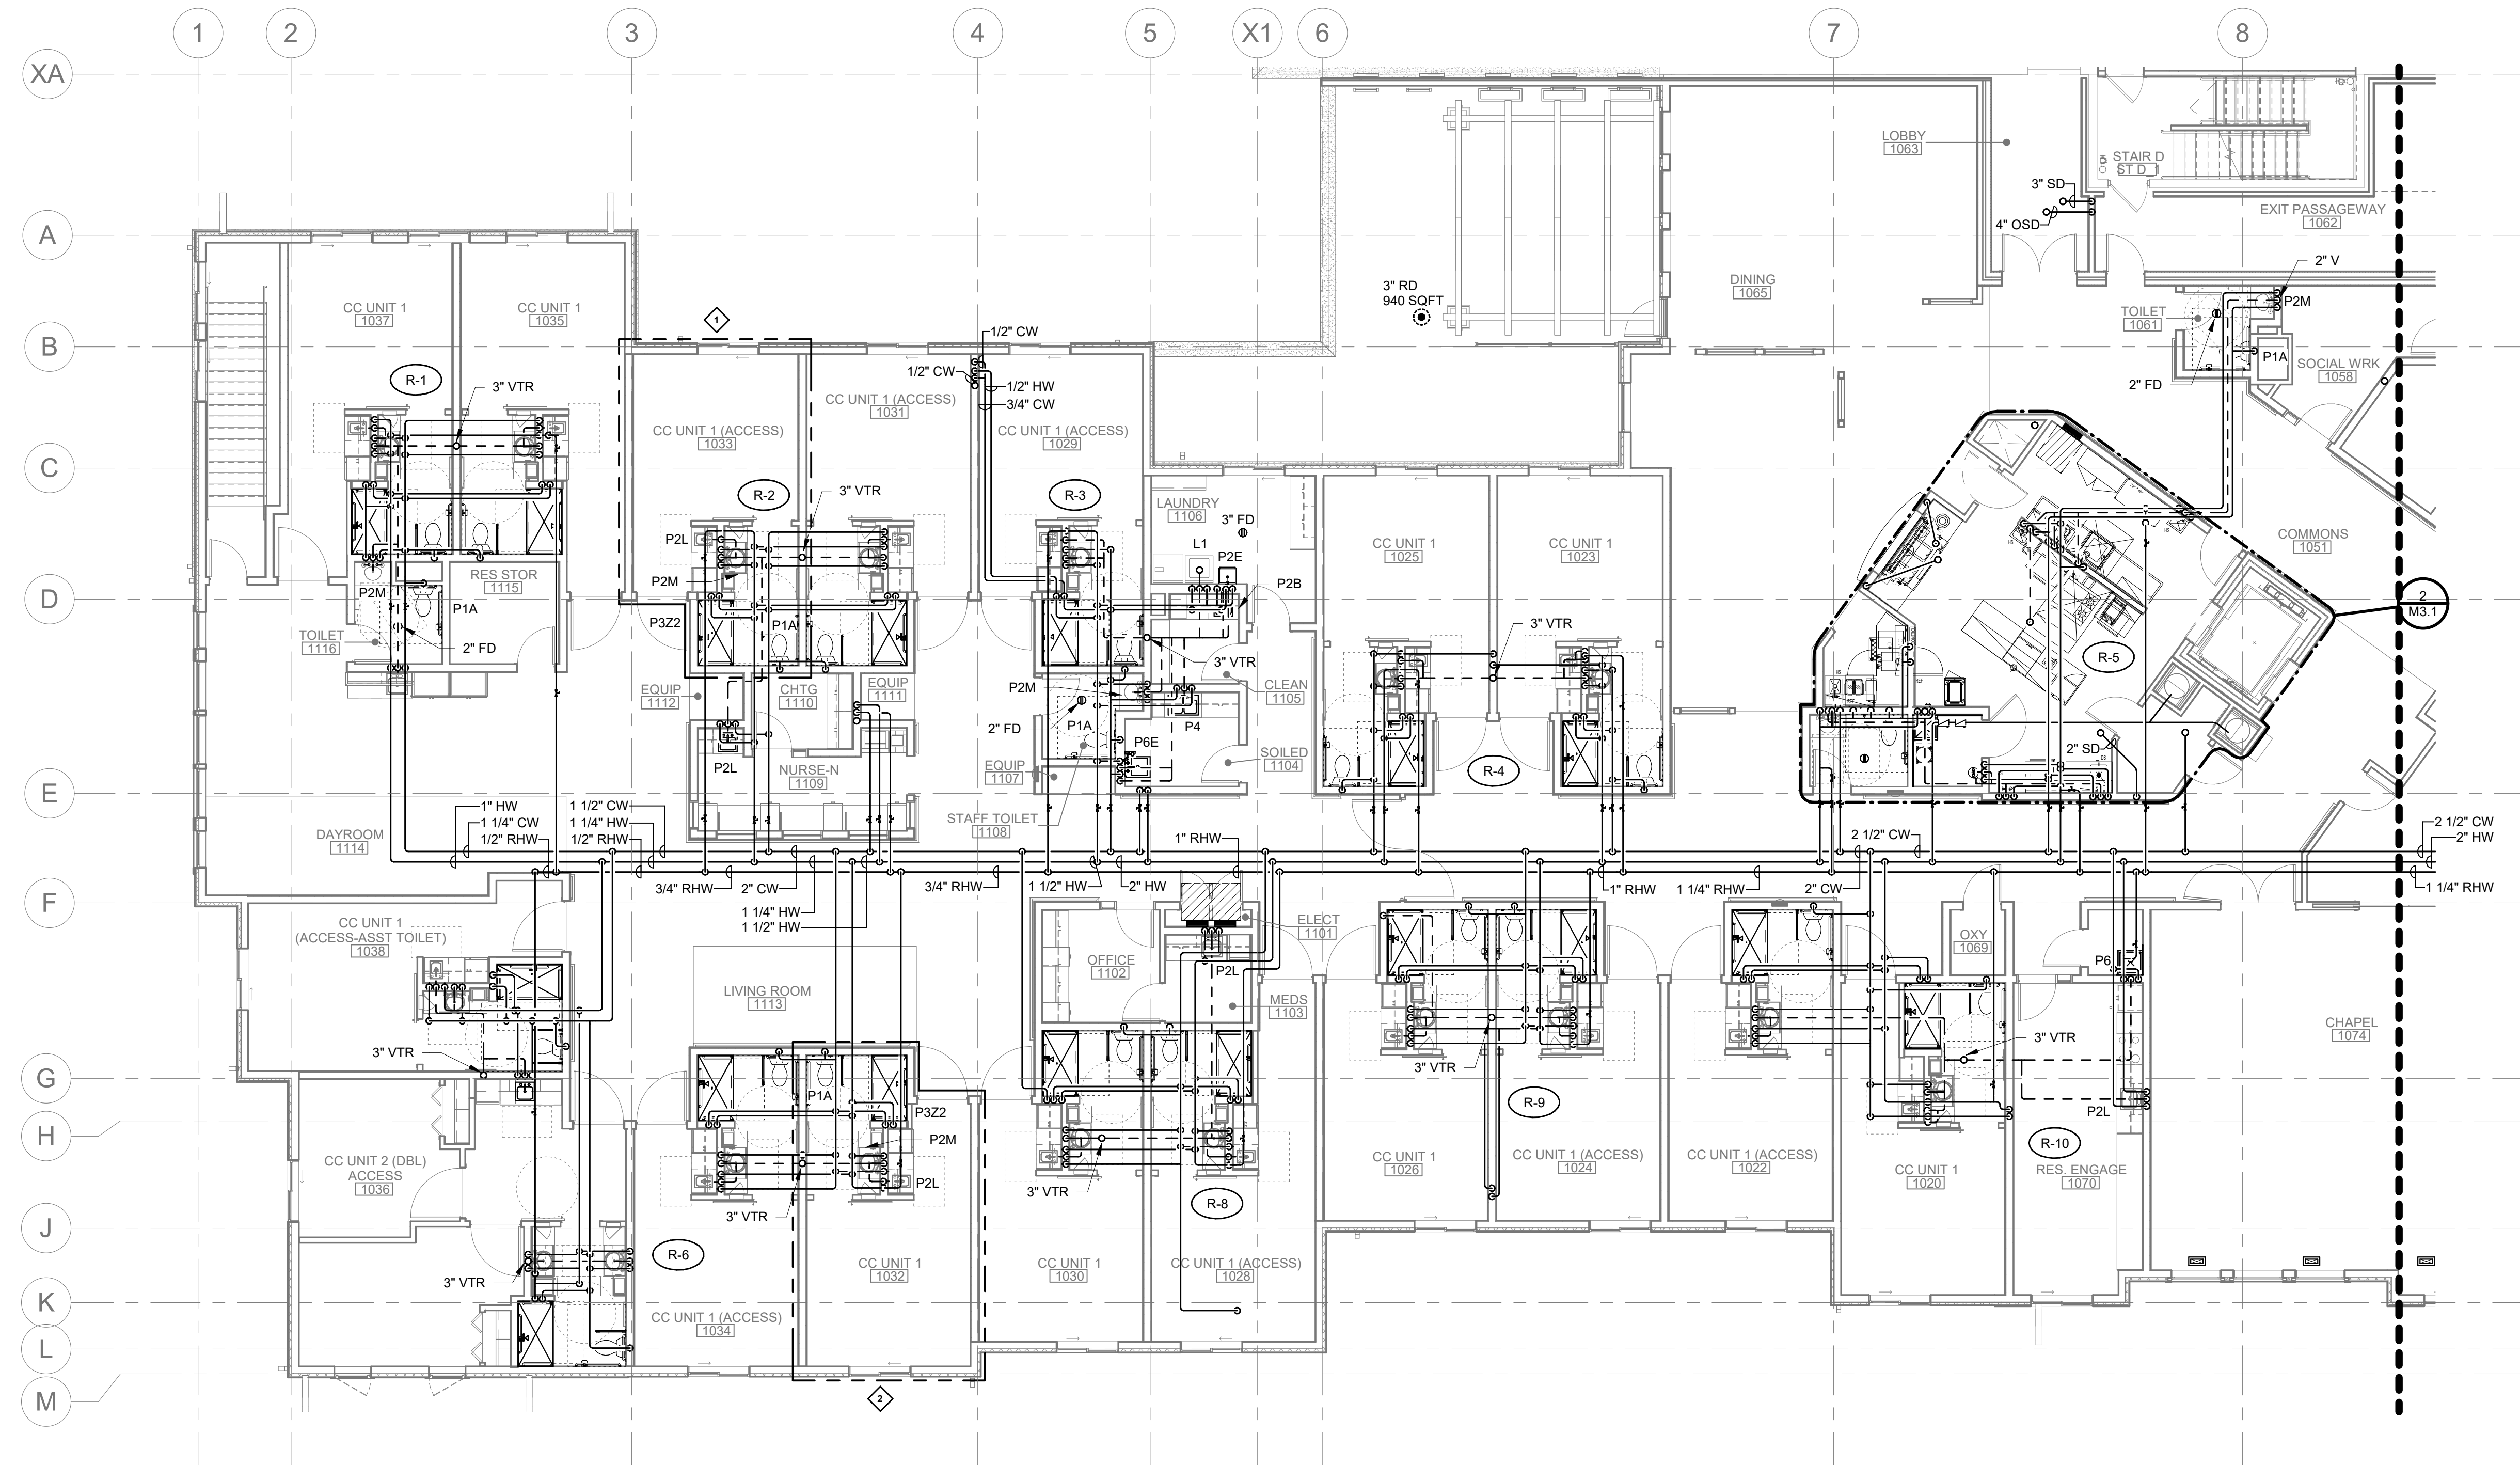 1
2
3
4
5
X1
6
7
8
XA
A
B
C
D
E
F
G
H
J
K
L
M
LOBBY
1063
STAIR D
ST D
3" SD
4" OSD
EXIT PASSAGEWAY
1062
2" V
P2M
TOILET
1061
P1A
2" FD
SOCIAL WRK
1058
3" RD
940 SQFT
DINING
1065
CC UNIT 1
1037
CC UNIT 1
1035
R-1
3" VTR
1
1/2" CW
1/2" CW
1/2" HW
3/4" CW
CC UNIT 1 (ACCESS)
1031
CC UNIT 1 (ACCESS)
1033
CC UNIT 1 (ACCESS)
1029
R-2
3" VTR
R-3
LAUNDRY
1106
3" FD
L1
P2E
P2B
CC UNIT 1
1025
CC UNIT 1
1023
COMMONS
1051
2
M3.1
P2L
P2M
P3Z2
P1A
RES STOR
1115
P2M
P1A
TOILET
1116
2" FD
3" VTR
3" VTR
R-5
EQUIP
1112
CHTG
1110
EQUIP
1111
P2M
CLEAN
1105
2" FD
P1A
P4
P6E
SOILED
1104
EQUIP
1107
R-4
2" SD
P2L
NURSE-N
1109
STAFF TOILET
1108
DAYROOM
1114
1" HW
1 1/4" CW
1/2" RHW
1 1/2" CW
1 1/4" HW
1/2" RHW
1" RHW
2 1/2" CW
2 1/2" CW
2" HW
3/4" RHW
2" CW
1 1/4" HW
1 1/2" HW
3/4" RHW
1 1/2" HW
2" HW
1" RHW
1 1/4" RHW
2" CW
1 1/4" RHW
CC UNIT 1
(ACCESS-ASST TOILET)
1038
ELECT
1101
OFFICE
1102
P2L
MEDS
1103
OXY
1069
P6
LIVING ROOM
1113
CHAPEL
1074
3" VTR
3" VTR
3" VTR
P1A
P3Z2
P2M
P2L
R-9
P2L
R-10
CC UNIT 2 (DBL)
ACCESS
1036
3" VTR
3" VTR
R-8
CC UNIT 1
1026
CC UNIT 1 (ACCESS)
1024
CC UNIT 1 (ACCESS)
1022
CC UNIT 1
1020
RES. ENGAGE
1070
R-6
3" VTR
CC UNIT 1
1032
CC UNIT 1
1030
CC UNIT 1 (ACCESS)
1028
CC UNIT 1 (ACCESS)
1034
2